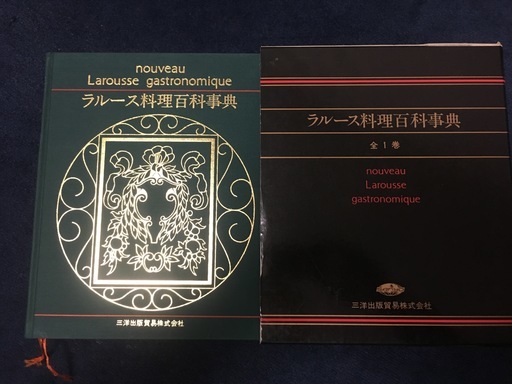 nouveau
Larousse gastronomique
ラルース料理百科事典
三洋出版貿易株式会社
ラルース料理百科事典
全1巻
nouveau
Larousse
gastronomique
三洋出版貿易株式会社